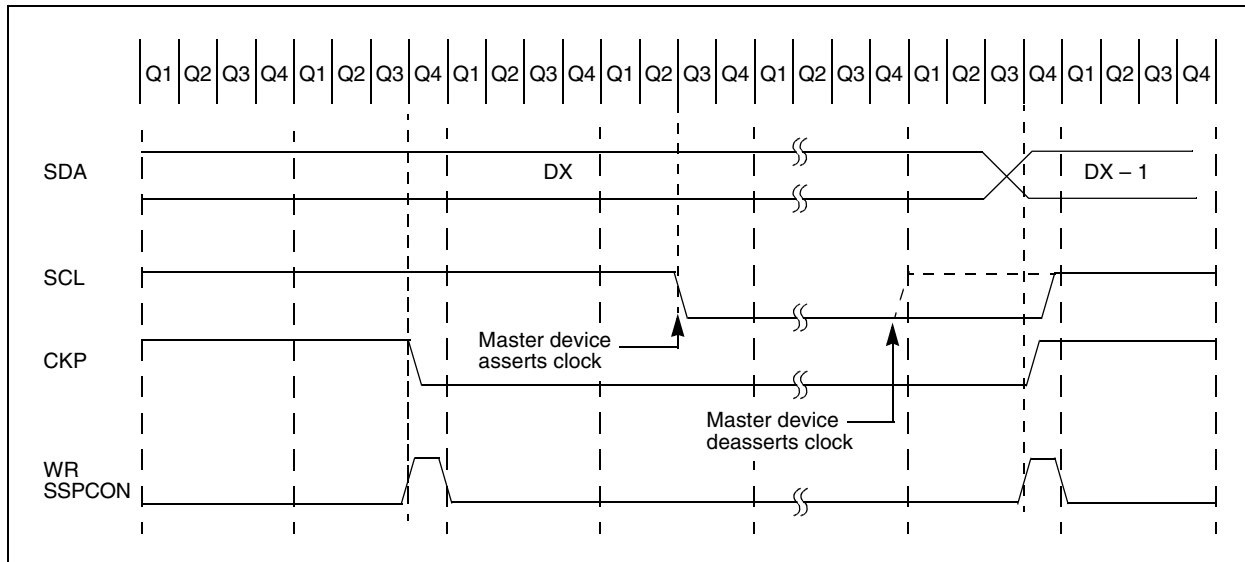 Q1 Q2 Q3 Q4 Q1 Q2 Q3 Q4 Q1 Q2 Q3 Q4 Q1 Q2 Q3 Q4 Q1 Q2 Q3 Q4 Q1 Q2 Q3 Q4 Q1 Q2 Q3 Q4
SDA
DX
DX – 1
SCL
Master device
asserts clock
CKP
Master device
deasserts clock
WR
SSPCON